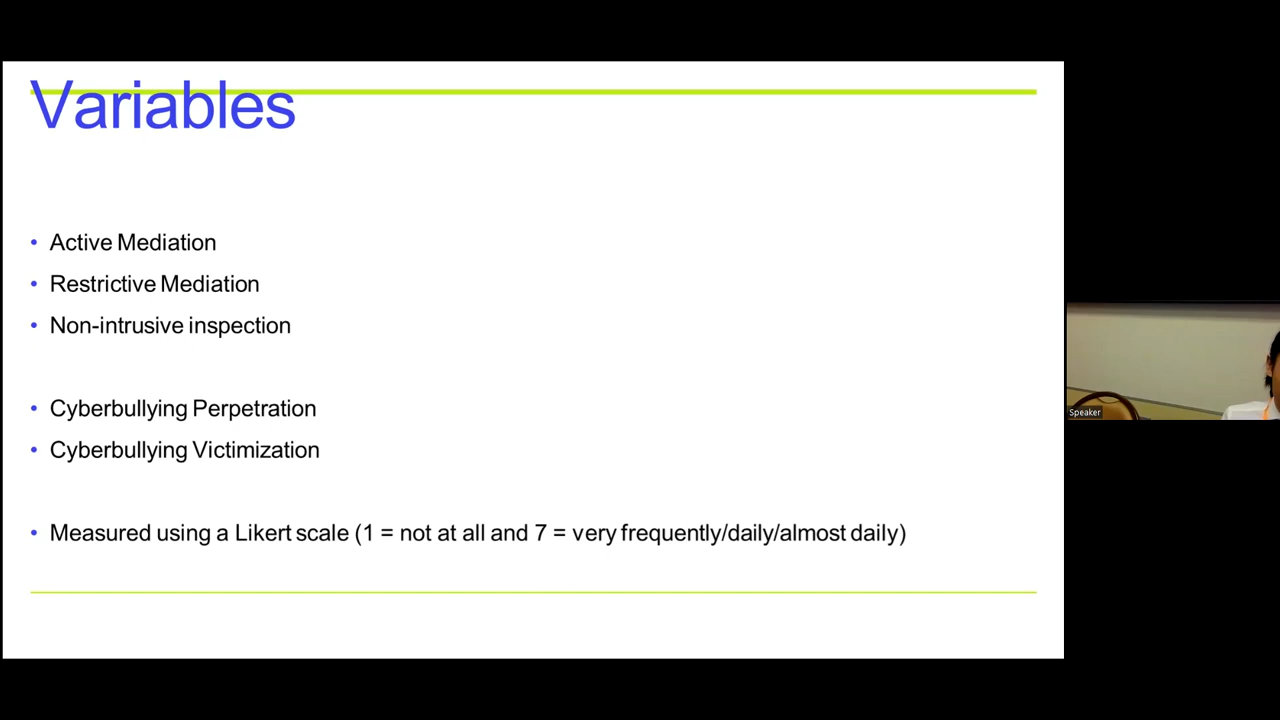 Variables
• Active Mediation
• Restrictive Mediation
• Non-intrusive inspection
• Cyberbullying Perpetration
• Cyberbullying Victimization
• Measured using a Likert scale (1 = not at all and 7 = very frequently/daily/almost daily)
Speaker